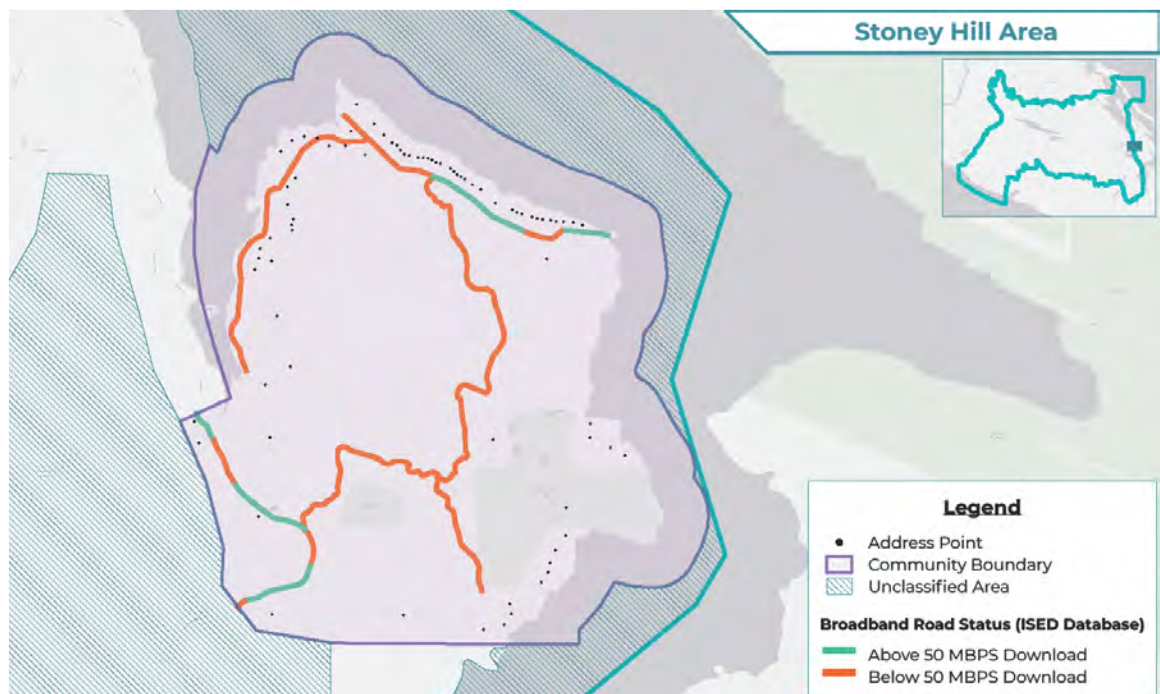 Stoney Hill Area
Legend
Address Point
Community Boundary
Unclassified Area
Broadband Road Status (ISED Database)
Above 50 MBPS Download
Below 50 MBPS Download